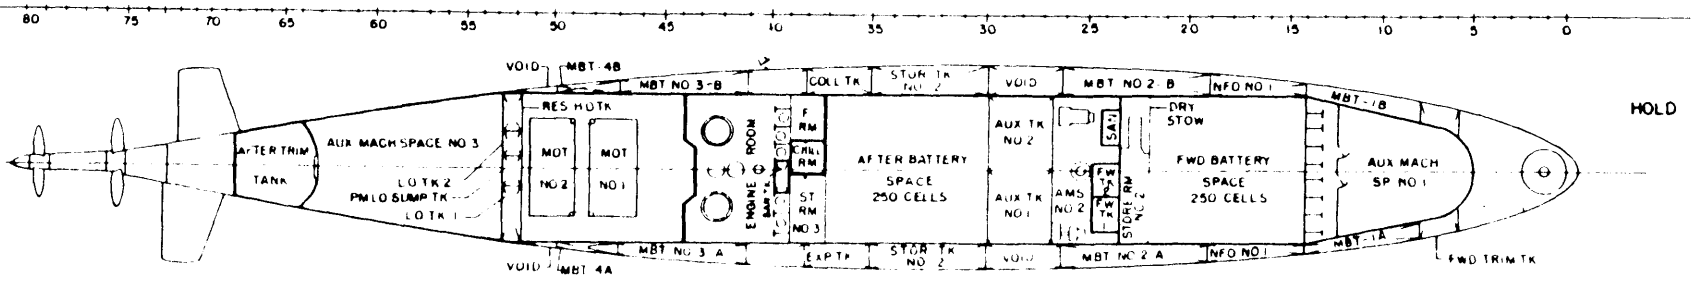 80 75 70 65 60 55 50 45 40 35 30 25 20 15 10 5 0
VOID MBT-4B
MBT NO 3-B COLL TK STOR TK NO. 2 VOID MBT NO 2-B NFO NO 1 MBT-1B
HOLD
RES HDTK
DRY STOW
AFTER TRIM TANK
AUX MACH SPACE NO 3
MOT NO. 2
MOT NO. 1
ENGINE ROOM
F RM
CHILL RM
ST RM NO 3
AFTER BATTERY SPACE 250 CELLS
AUX TK NO. 2
AUX TK NO. 1
SAN
AMS NO 2
FW TK
FW TK
STORE RM NO. 2
FWD BATTERY SPACE 250 CELLS
AUX MACH SP NO 1
LO TK 2
PM LO SUMP TK
LO TK 1
VOID MBT 4A
MBT NO 3 A EXP TK STOR TK NO. 2 VOID MBT NO 2 A NFO NO 1 MBT-1A
FWD TRIM TK